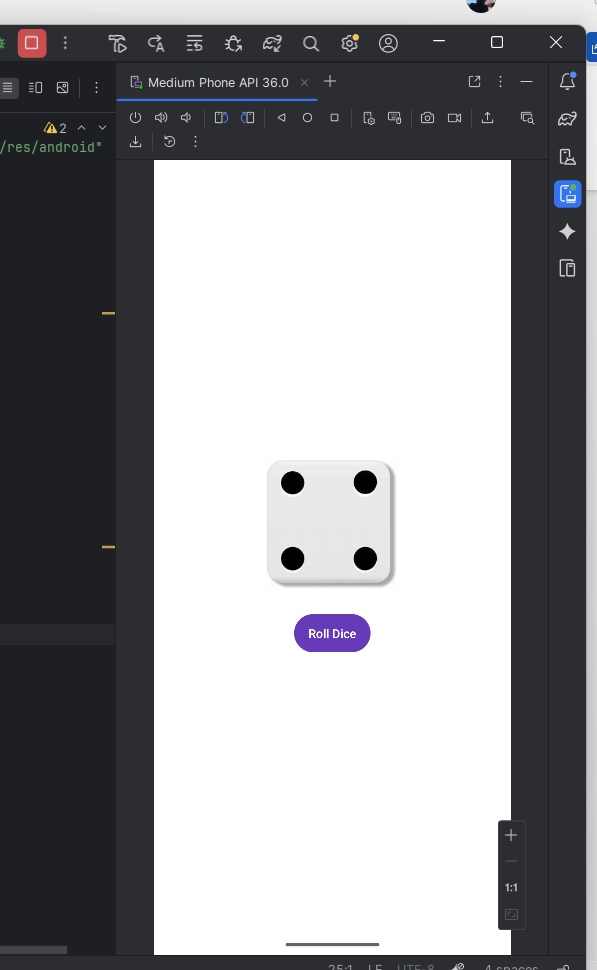 Medium Phone API 36.0
2
/res/android"
Roll Dice
1:1
25:1 LF UTF-8 4 spaces